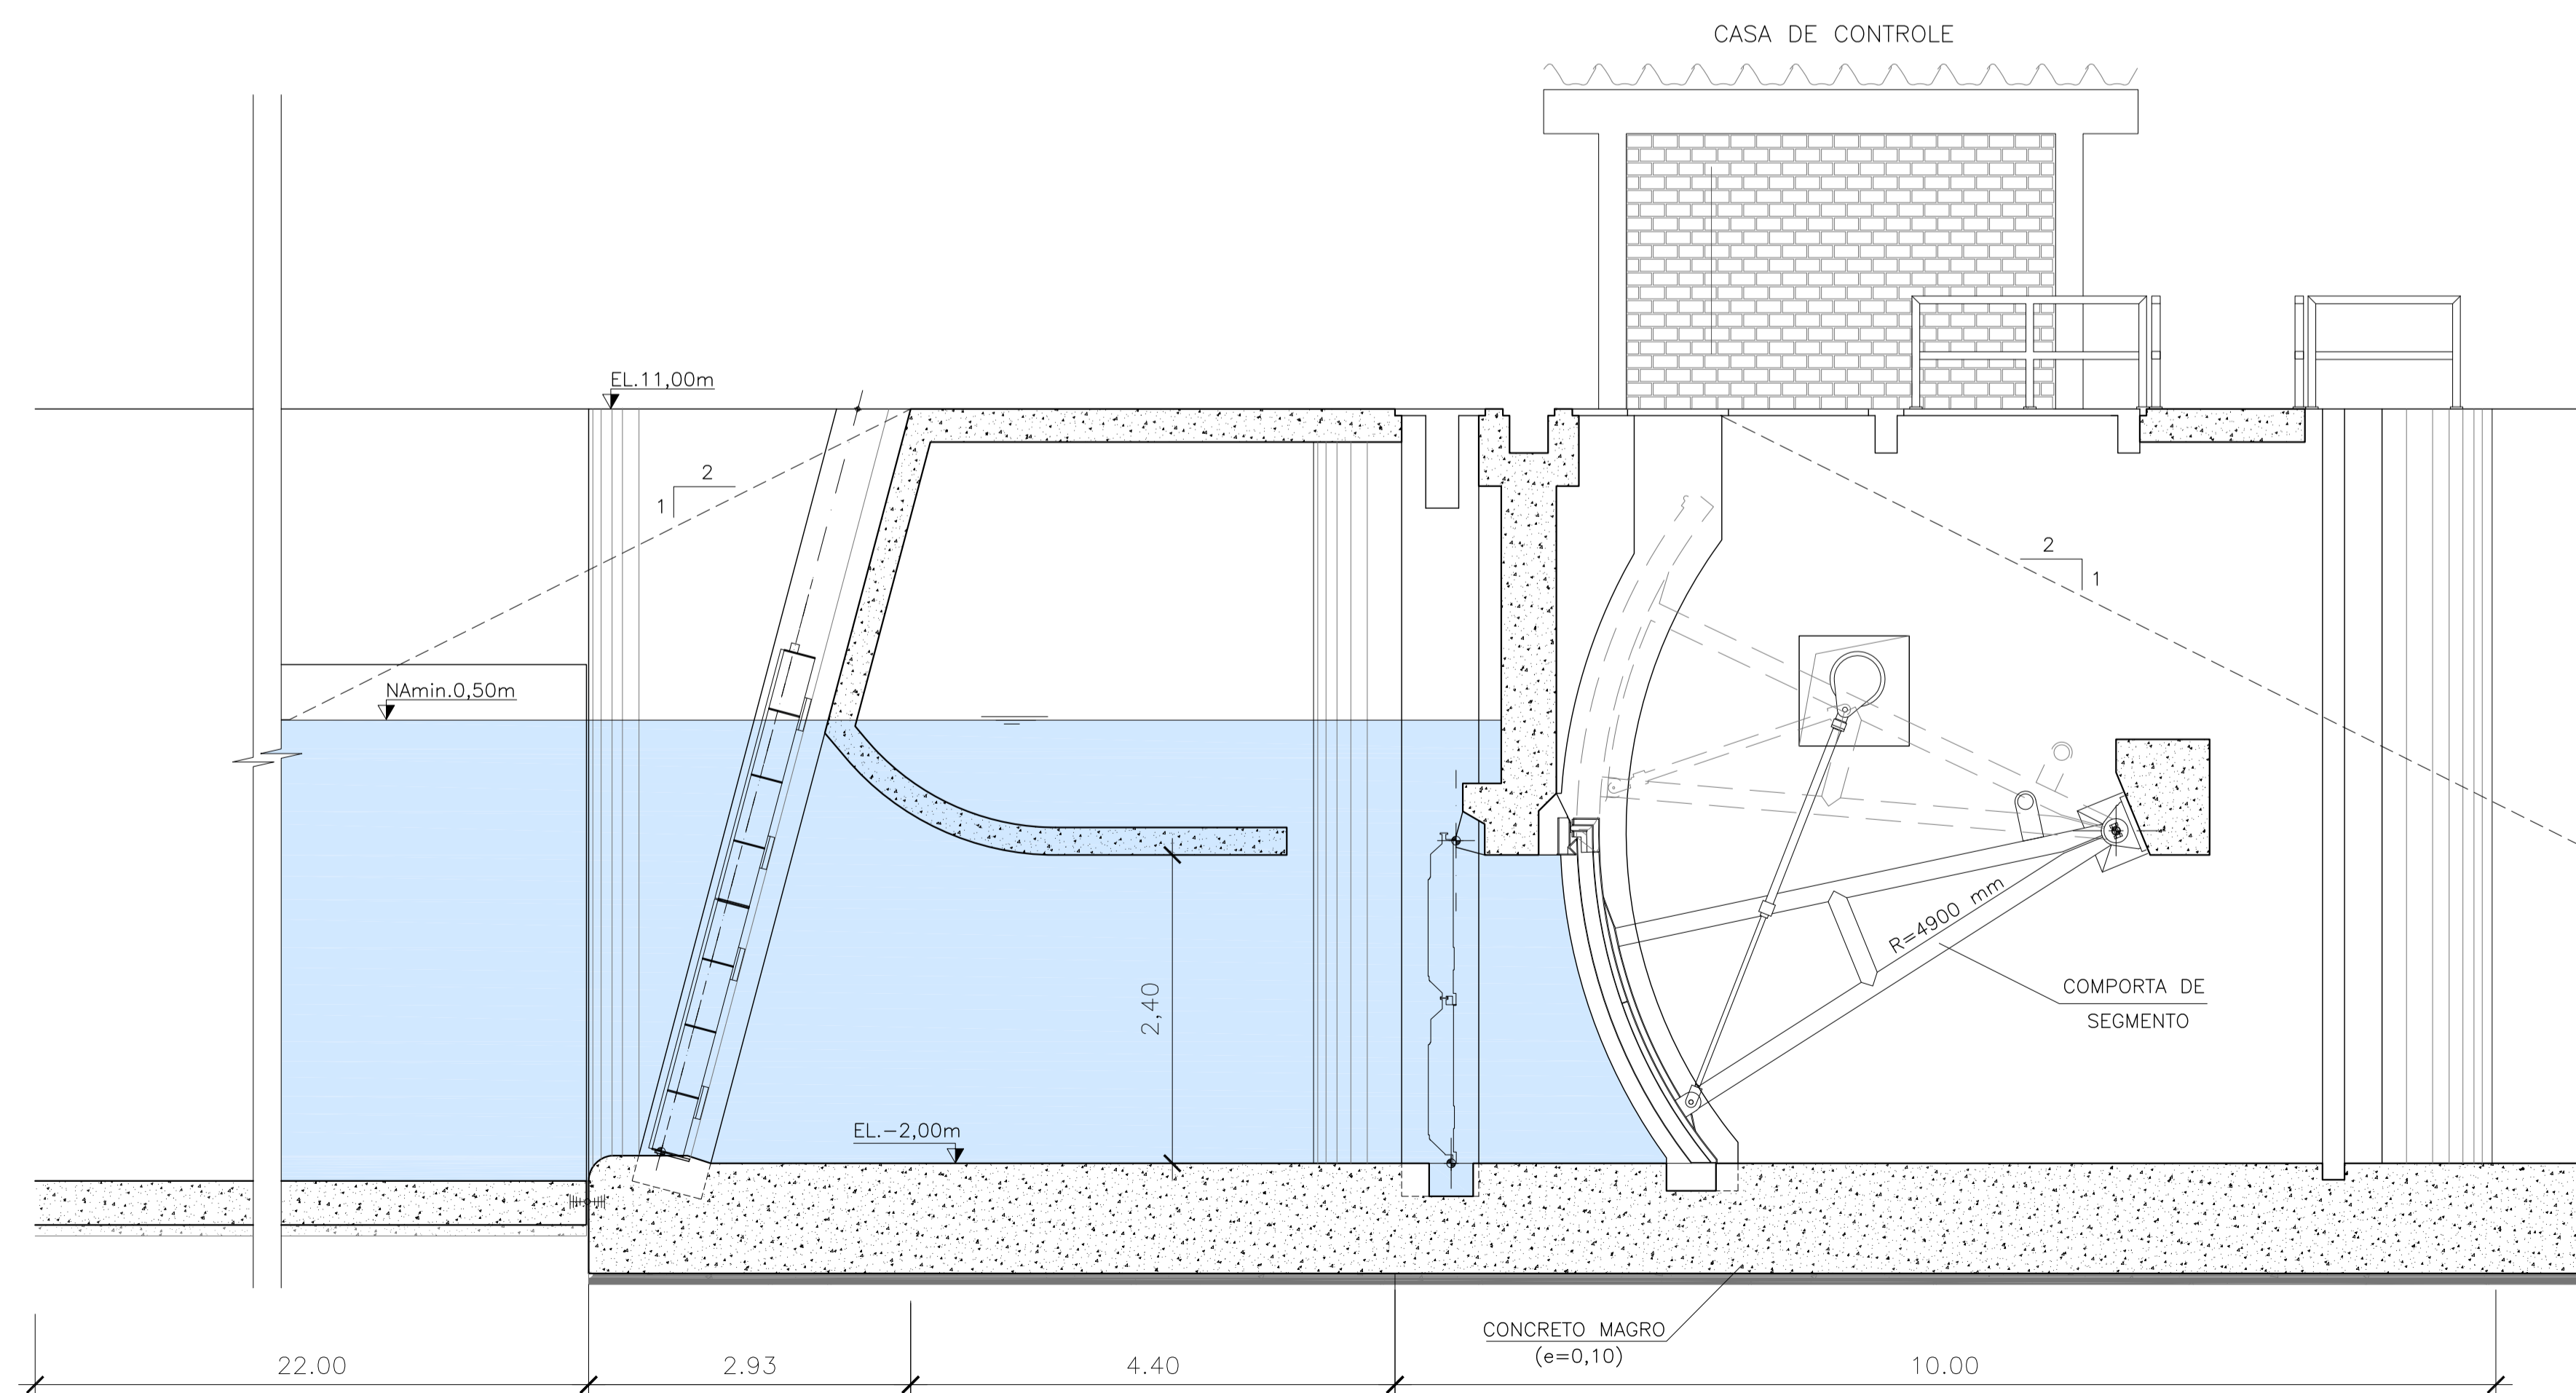 CASA DE CONTROLE
EL.11,00m
2
1
2
1
NAmin.0,50m
R=4900 mm
COMPORTA DE
SEGMENTO
2,40
EL.-2,00m
CONCRETO MAGRO
(e=0,10)
22.00
2.93
4.40
10.00